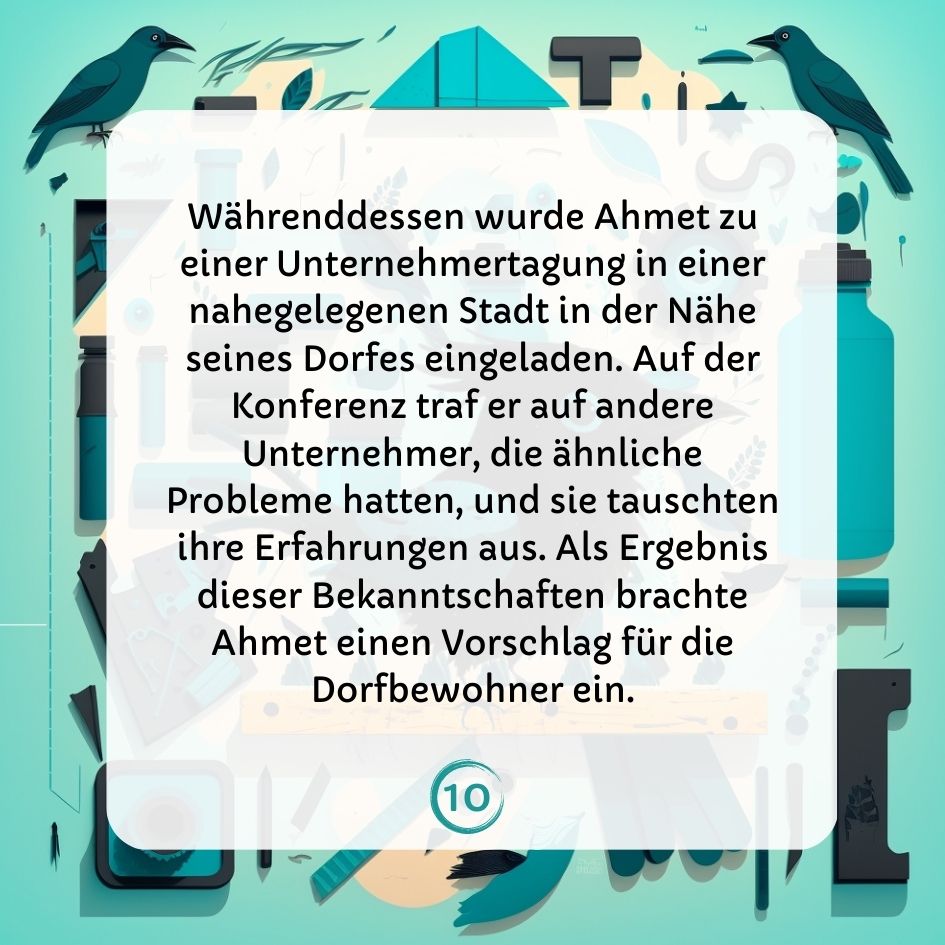 Währenddessen wurde Ahmet zu
einer Unternehmertagung in einer
nahegelegenen Stadt in der Nähe
seines Dorfes eingeladen. Auf der
Konferenz traf er auf andere
Unternehmer, die ähnliche
Probleme hatten, und sie tauschten
ihre Erfahrungen aus. Als Ergebnis
dieser Bekanntschaften brachte
Ahmet einen Vorschlag für die
Dorfbewohner ein.
10